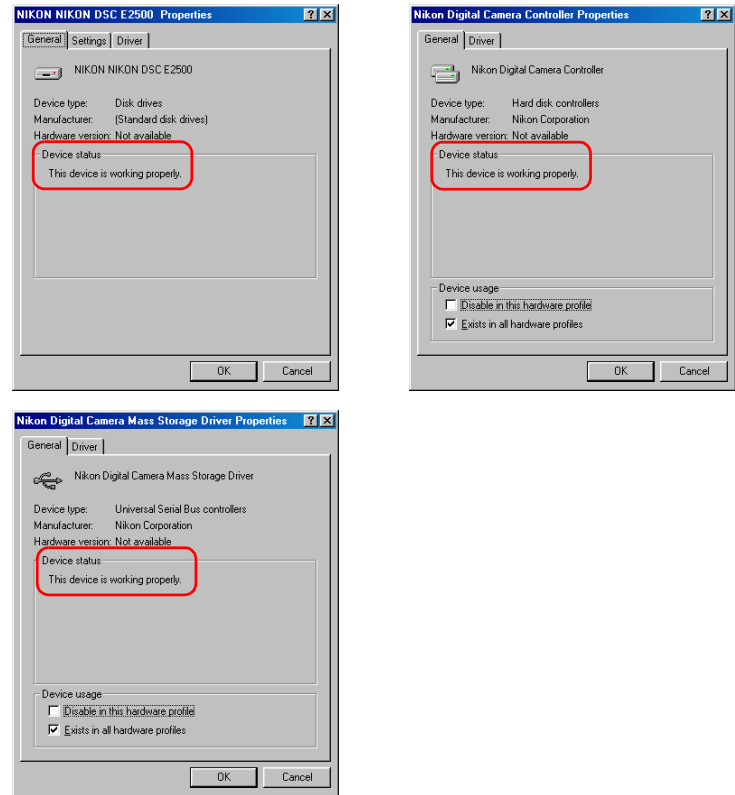 NIKON NIKON DSC E2500 Properties
General Settings Driver
NIKON NIKON DSC E2500
Device type: Disk drives
Manufacturer: (Standard disk drives)
Hardware version: Not available
Device status
This device is working properly.
OK Cancel
Nikon Digital Camera Controller Properties
General Driver
Nikon Digital Camera Controller
Device type: Hard disk controllers
Manufacturer: Nikon Corporation
Hardware version: Not available
Device status
This device is working properly.
Device usage
Disable in this hardware profile
Exists in all hardware profiles
OK Cancel
Nikon Digital Camera Mass Storage Driver Properties
General Driver
Nikon Digital Camera Mass Storage Driver
Device type: Universal Serial Bus controllers
Manufacturer: Nikon Corporation
Hardware version: Not available
Device status
This device is working properly.
Device usage
Disable in this hardware profile
Exists in all hardware profiles
OK Cancel